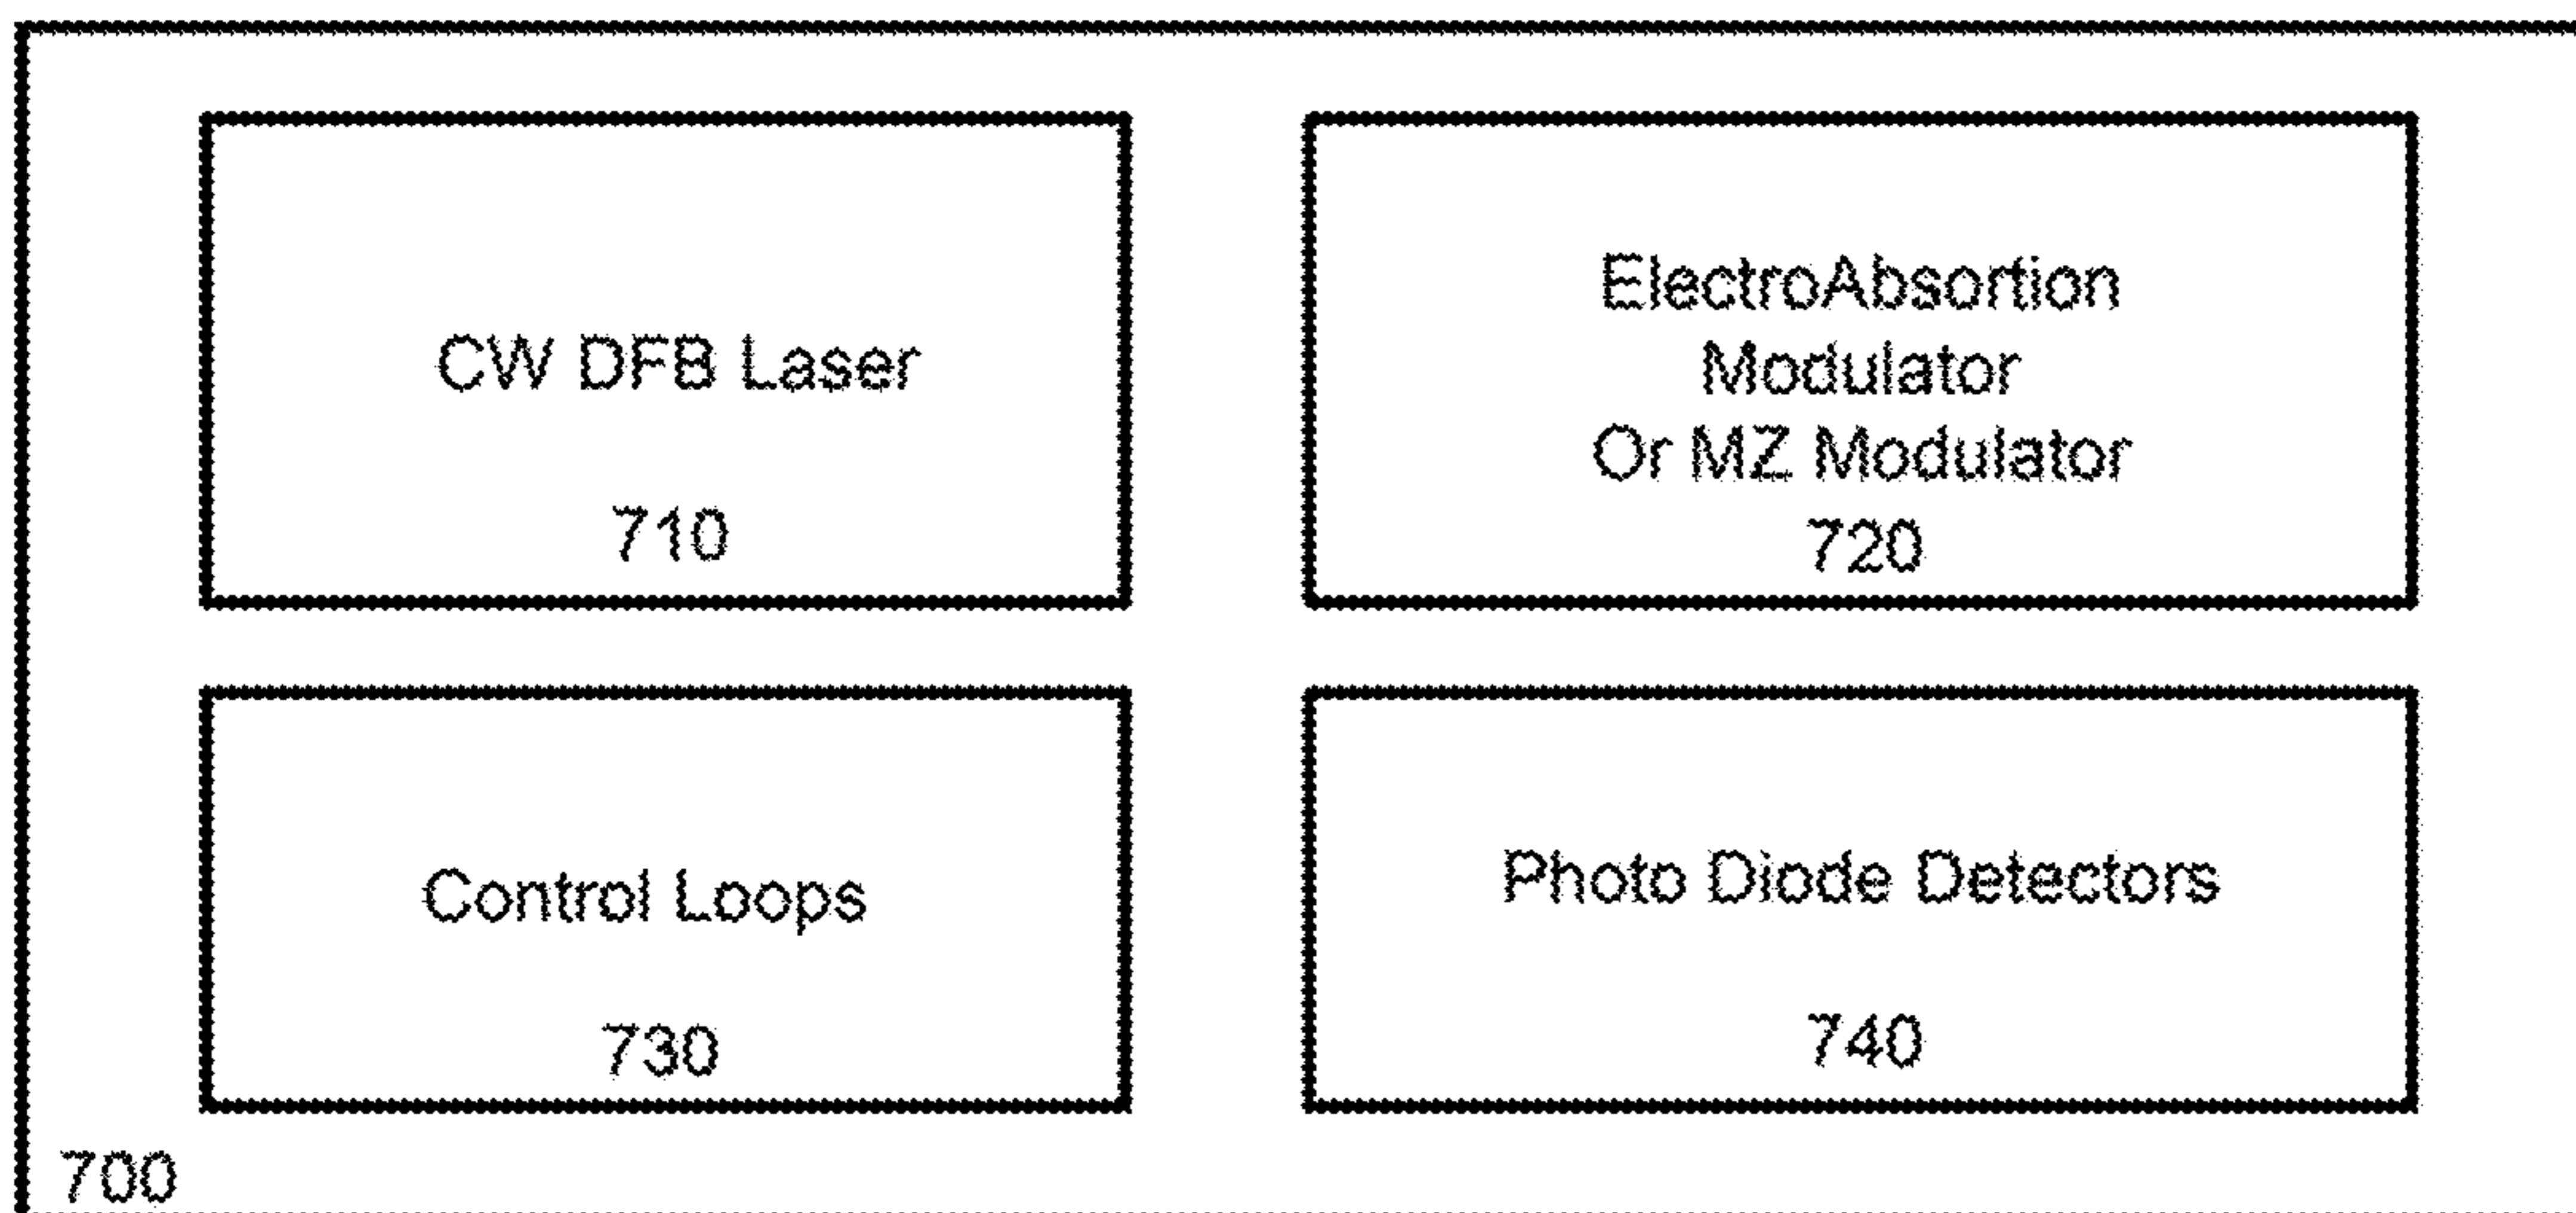 CW DFB Laser
710
ElectroAbsortion
Modulator
Or MZ Modulator
720
Control Loops
730
Photo Diode Detectors
740
700